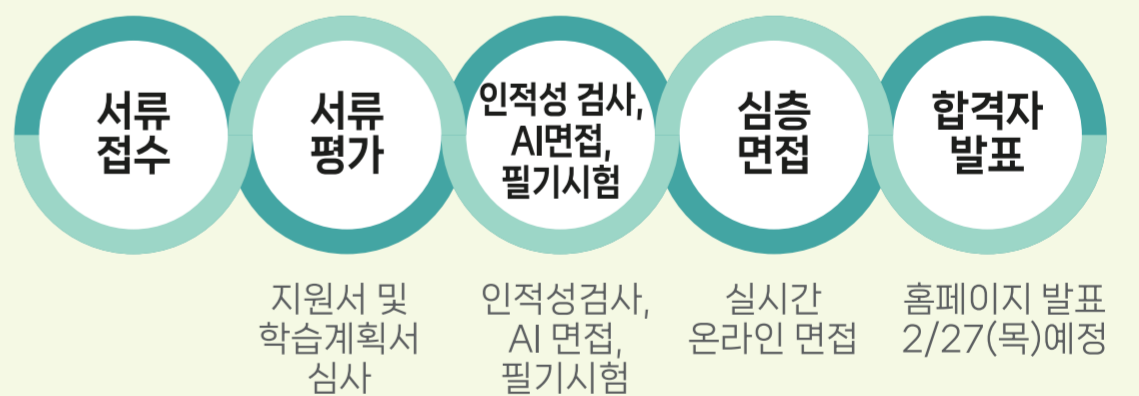 서류
접수
서류
평가
인적성 검사,
AI면접,
필기시험
심층
면접
합격자
발표
지원서 및
학습계획서
심사
인적성검사,
AI 면접,
필기시험
실시간
온라인 면접
홈페이지 발표
2/27(목)예정